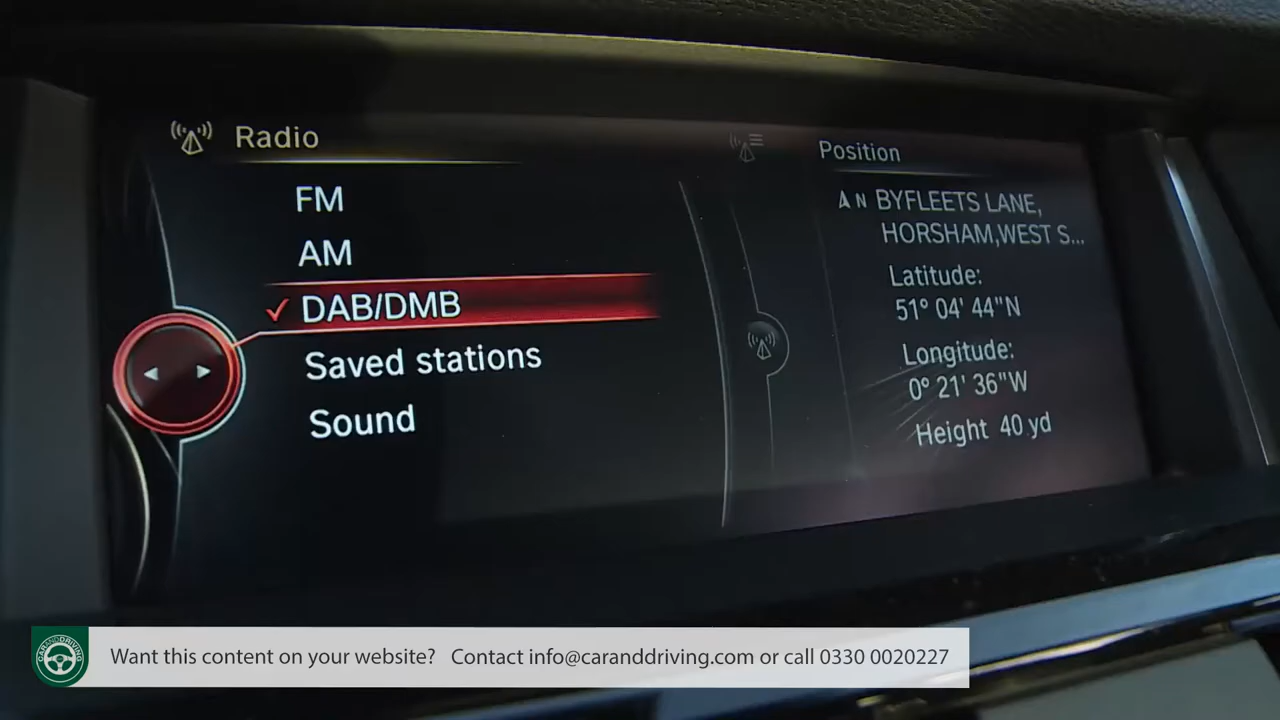 Radio
FM
AM
DAB/DMB
Saved stations
Sound
Position
N BYFLEETS LANE,
HORSHAM,WEST S...
Latitude:
51° 04' 44"N
Longitude:
0° 21' 36"W
Height 40 yd
CARANDDRIVING
Want this content on your website? Contact info@caranddriving.com or call 0330 0020227